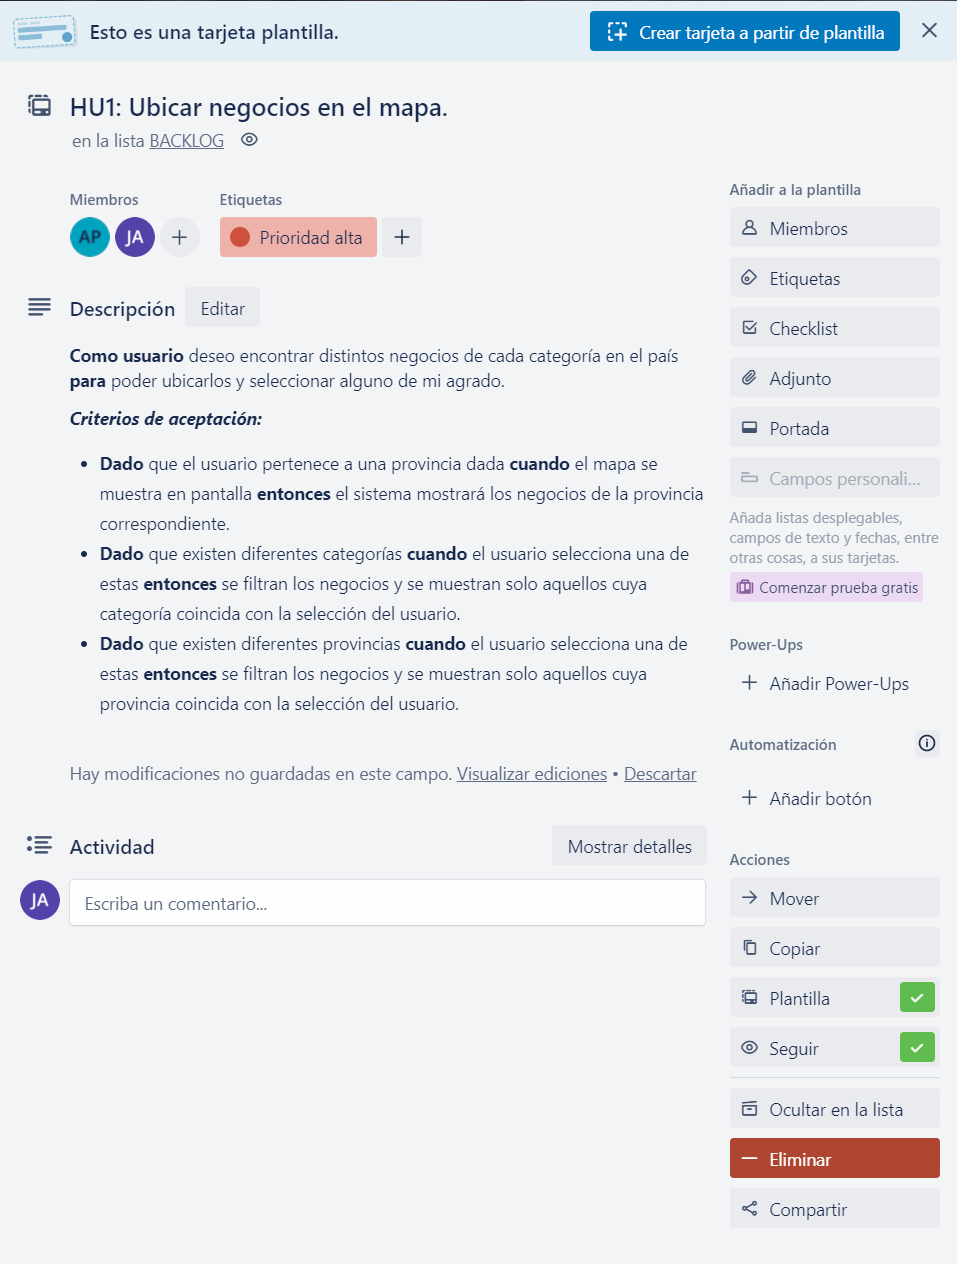 Esto es una tarjeta plantilla.
Crear tarjeta a partir de plantilla
HU1: Ubicar negocios en el mapa.
en la lista BACKLOG
Miembros
Etiquetas
AP
JA
Prioridad alta
Descripción
Editar
Como usuario deseo encontrar distintos negocios de cada categoría en el país
para poder ubicarlos y seleccionar alguno de mi agrado.
Criterios de aceptación:
• Dado que el usuario pertenece a una provincia dada cuando el mapa se
muestra en pantalla entonces el sistema mostrará los negocios de la provincia
correspondiente.
• Dado que existen diferentes categorías cuando el usuario selecciona una de
estas entonces se filtran los negocios y se muestran solo aquellos cuya
categoría coincida con la selección del usuario.
• Dado que existen diferentes provincias cuando el usuario selecciona una de
estas entonces se filtran los negocios y se muestran solo aquellos cuya
provincia coincida con la selección del usuario.
Hay modificaciones no guardadas en este campo. Visualizar ediciones • Descartar
Actividad
Mostrar detalles
JA
Escriba un comentario...
Añadir a la plantilla
Miembros
Etiquetas
Checklist
Adjunto
Portada
Campos personali...
Añada listas desplegables,
campos de texto y fechas, entre
otras cosas, a sus tarjetas.
Comenzar prueba gratis
Power-Ups
Añadir Power-Ups
Automatización
Añadir botón
Acciones
Mover
Copiar
Plantilla
Seguir
Ocultar en la lista
Eliminar
Compartir